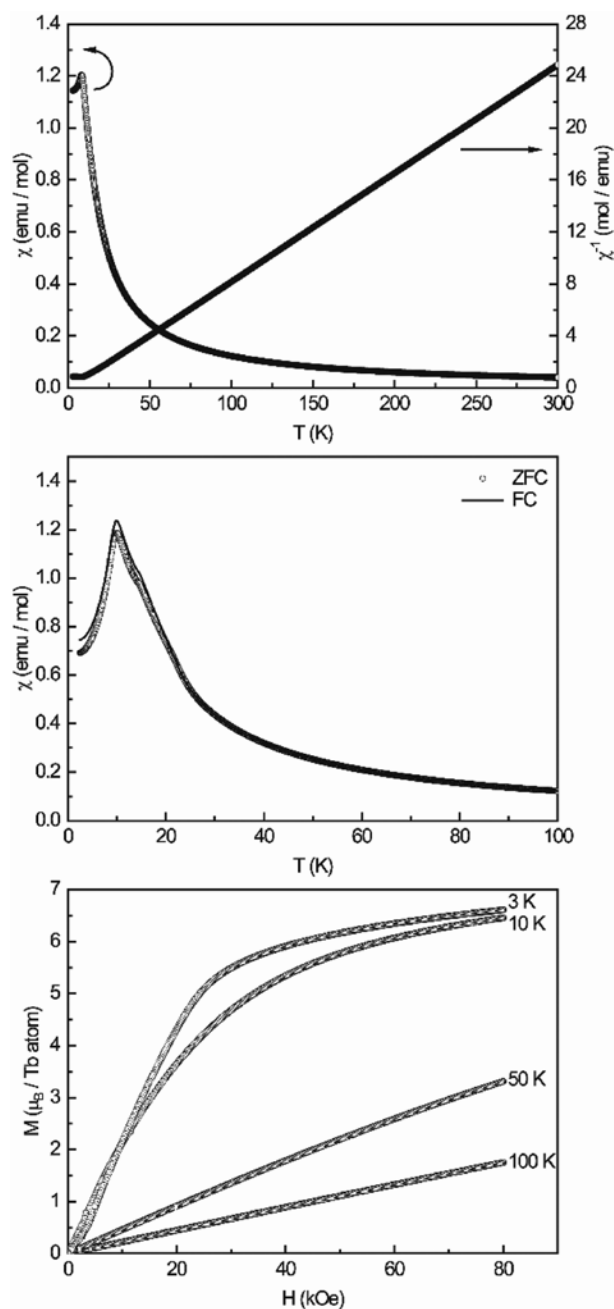 1.4
1.2
1.0
0.8
0.6
0.4
0.2
0.0
χ (emu / mol)
28
24
20
16
12
8
4
0
χ⁻¹ (mol / emu)
0 50 100 150 200 250 300
T (K)
ZFC
FC
1.4
1.2
1.0
0.8
0.6
0.4
0.2
0.0
χ (emu / mol)
0 20 40 60 80 100
T (K)
7
6
5
4
3
2
1
0
M (μB / Tb atom)
3 K
10 K
50 K
100 K
0 20 40 60 80
H (kOe)